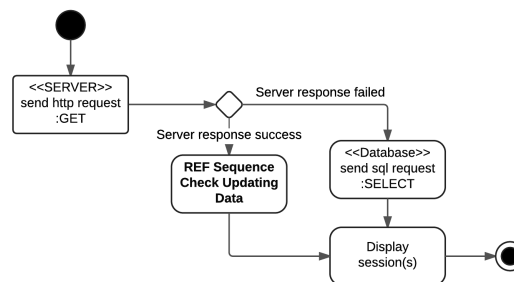 <<SERVER>>
send http request
:GET
Server response failed
Server response success
<<Database>>
send sql request
:SELECT
REF Sequence
Check Updating
Data
Display
session(s)